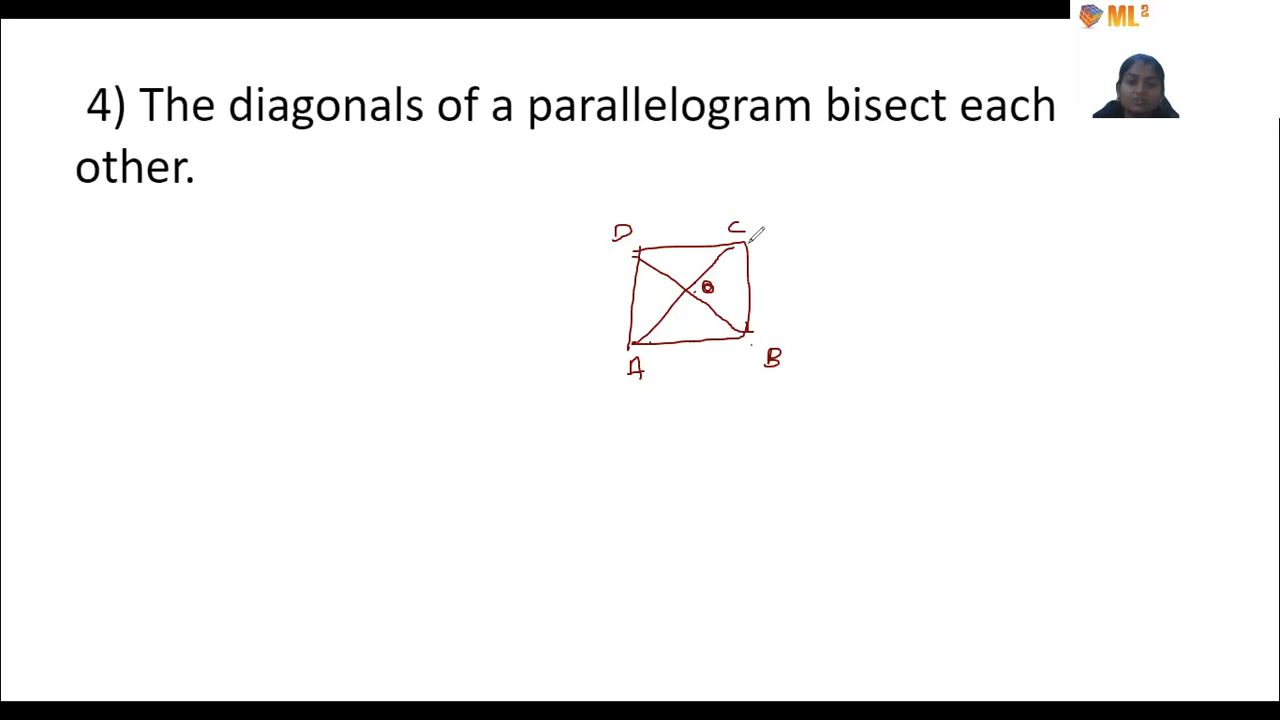 ML²
4) The diagonals of a parallelogram bisect each
other.
D C
O
A B